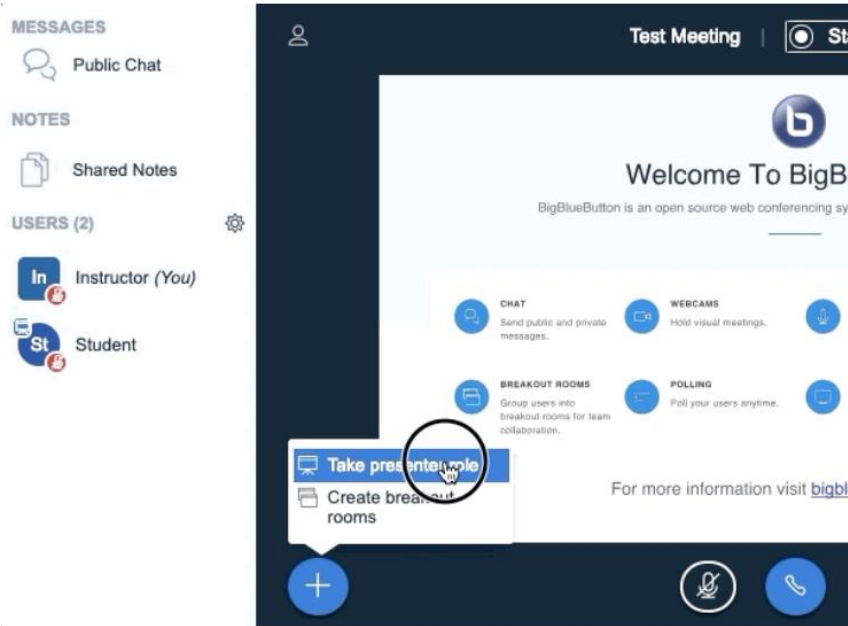 MESSAGES
Public Chat
NOTES
Shared Notes
USERS (2)
In
Instructor (You)
St
Student
Test Meeting
Welcome To BigB
BigBlueButton is an open source web conferencing sy
CHAT
Send public and private
messages.
WEBCAMS
Hold visual meetings.
BREAKOUT ROOMS
Group users into
breakout rooms for team
collaboration.
POLLING
Poll your users anytime.
For more information visit bigbl
Take presenter role
Create breakout
rooms